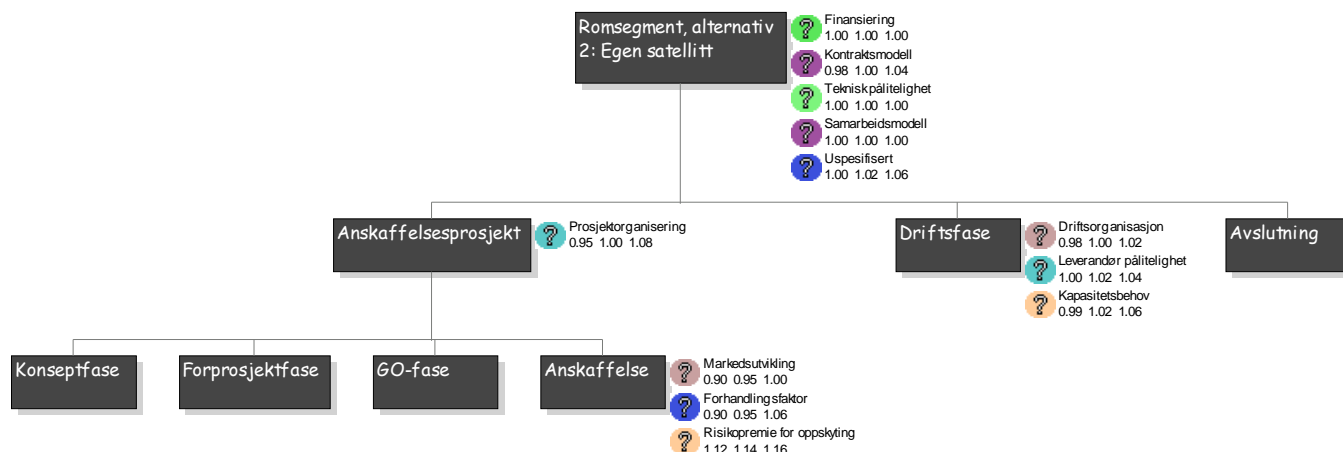 Romsegment, alternativ
2: Egen satellitt
Finansiering
1.00 1.00 1.00
Kontraktsmodell
0.98 1.00 1.04
Teknisk pålitelighet
1.00 1.00 1.00
Samarbeidsmodell
1.00 1.00 1.00
Uspesifisert
1.00 1.02 1.06
Anskaffelsesprosjekt
Prosjektorganisering
0.95 1.00 1.08
Driftsfase
Driftsorganisasjon
0.98 1.00 1.02
Leverandør pålitelighet
1.00 1.02 1.04
Kapasitetsbehov
0.99 1.02 1.06
Avslutning
Konseptfase
Forprosjektfase
GO-fase
Anskaffelse
Markedsutvikling
0.90 0.95 1.00
Forhandlingsfaktor
0.90 0.95 1.06
Risikopremie for oppskyting
1.12 1.14 1.16